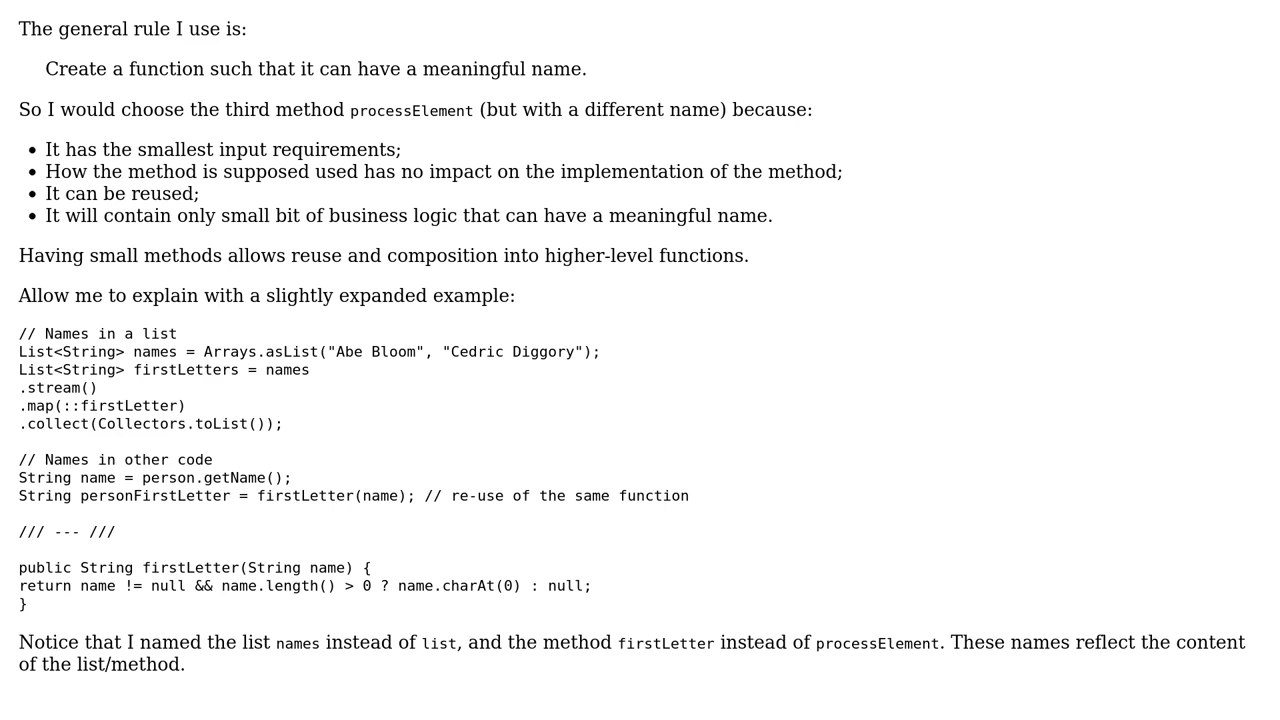 The general rule I use is:
Create a function such that it can have a meaningful name.
So I would choose the third method processElement (but with a different name) because:
• It has the smallest input requirements;
• How the method is supposed used has no impact on the implementation of the method;
• It can be reused;
• It will contain only small bit of business logic that can have a meaningful name.
Having small methods allows reuse and composition into higher-level functions.
Allow me to explain with a slightly expanded example:
// Names in a list
List<String> names = Arrays.asList("Abe Bloom", "Cedric Diggory");
List<String> firstLetters = names
.stream()
.map(::firstLetter)
.collect(Collectors.toList());
// Names in other code
String name = person.getName();
String personFirstLetter = firstLetter(name); // re-use of the same function
/// --- ///
public String firstLetter(String name) {
return name != null && name.length() > 0 ? name.charAt(0) : null;
}
Notice that I named the list names instead of list, and the method firstLetter instead of processElement. These names reflect the content
of the list/method.